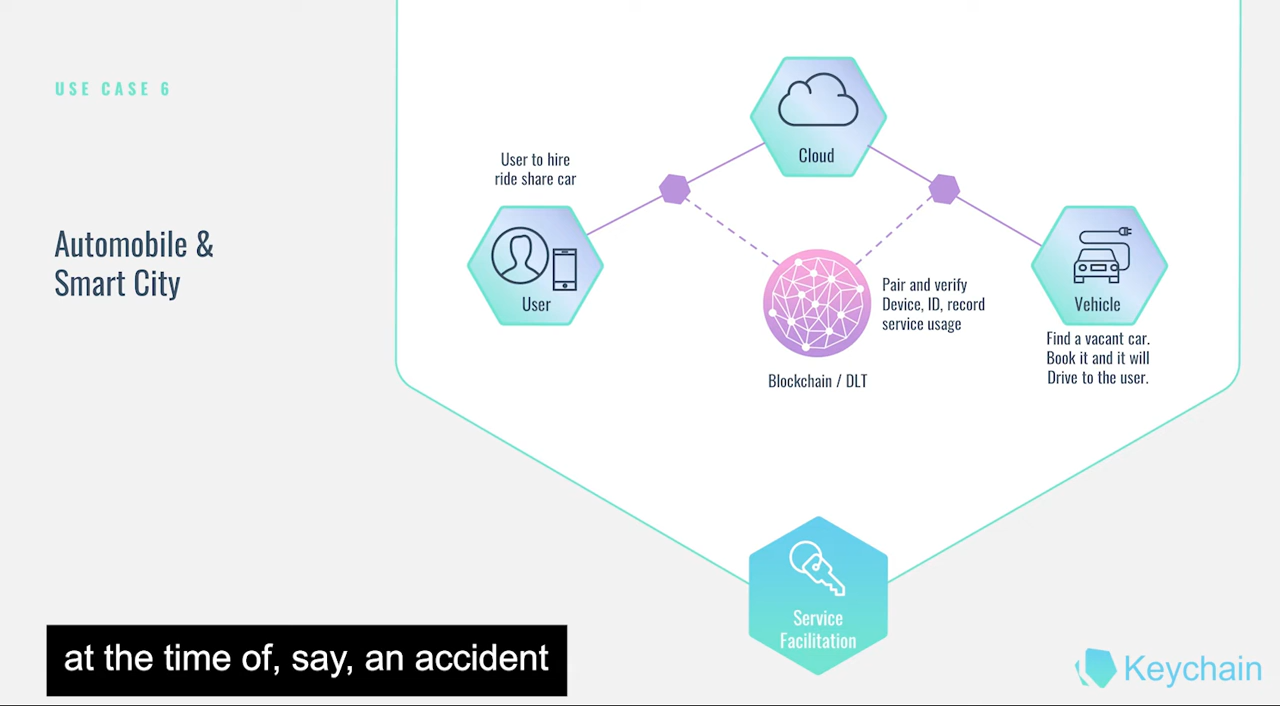 USE CASE 6
Automobile &
Smart City
Cloud
User to hire
ride share car
User
Pair and verify
Device, ID, record
service usage
Blockchain / DLT
Vehicle
Find a vacant car.
Book it and it will
Drive to the user.
Service
Facilitation
at the time of, say, an accident
Keychain